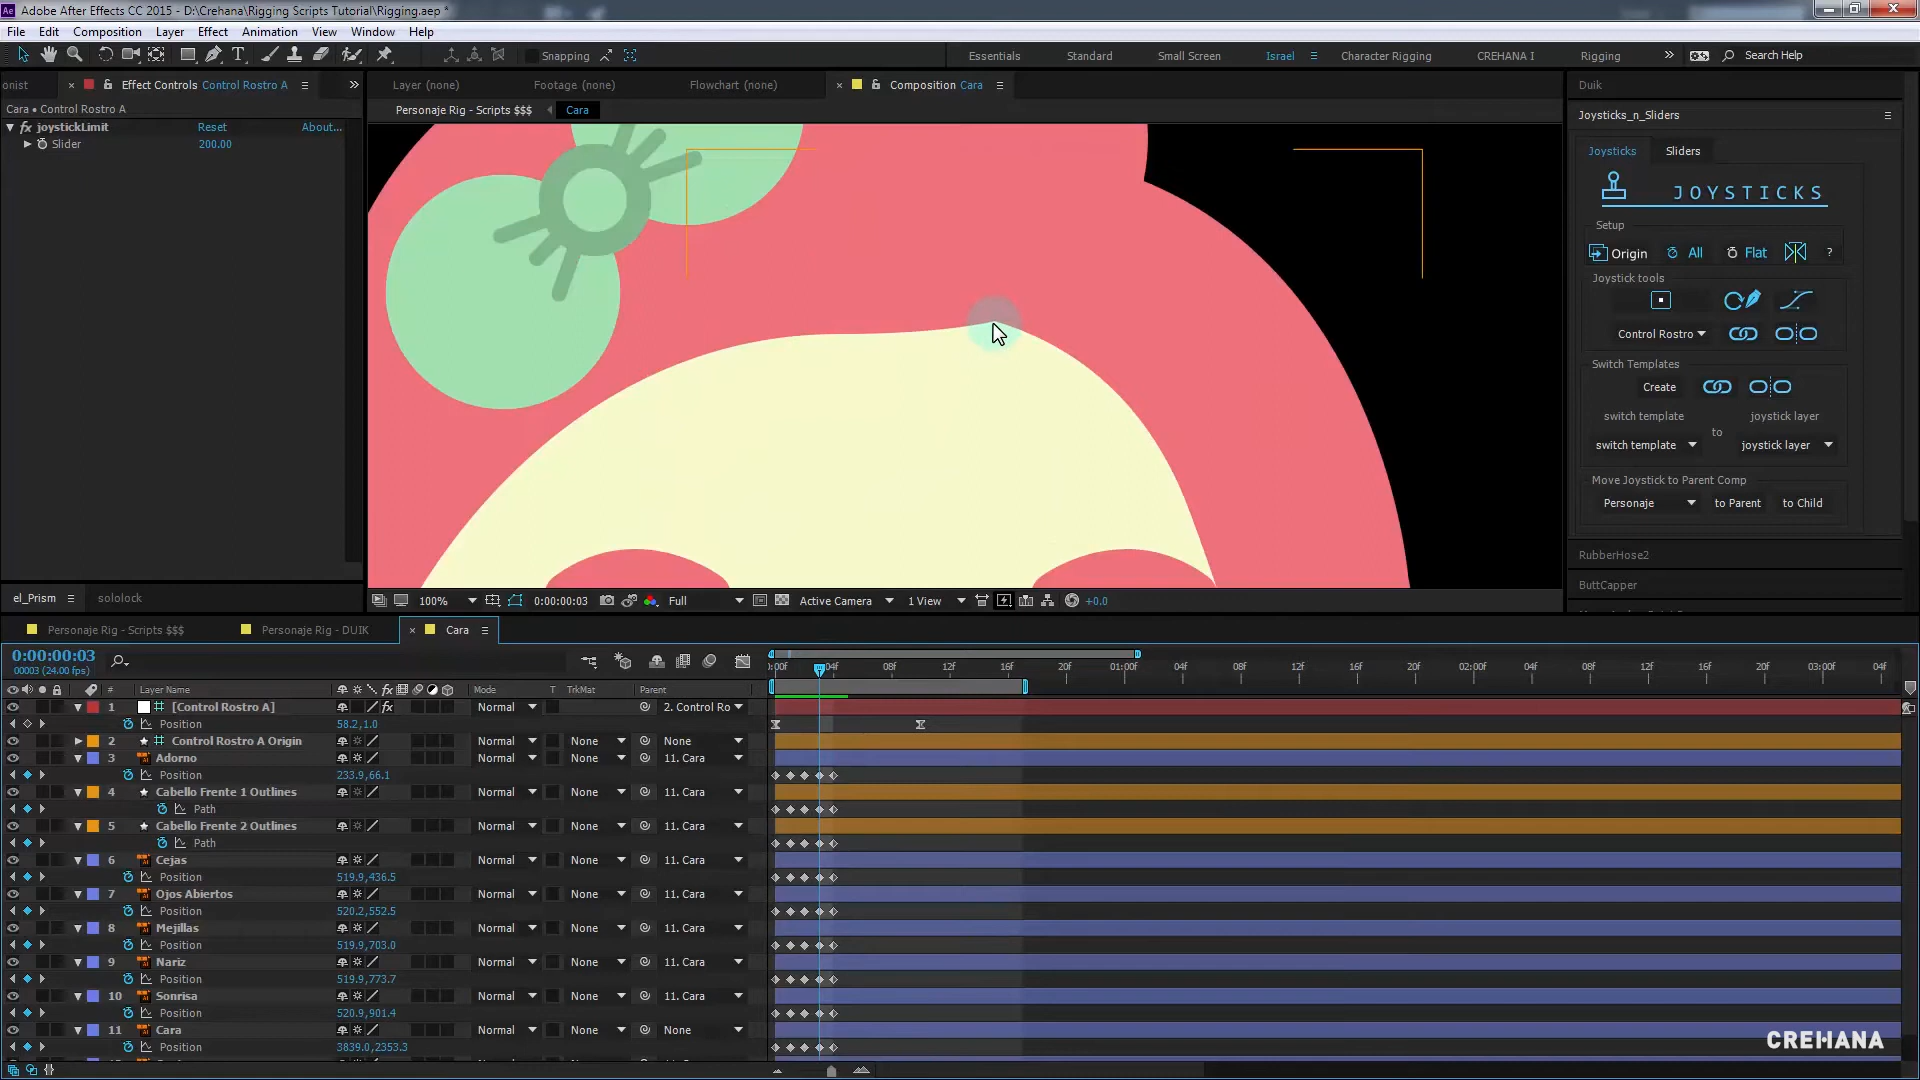 Adobe After Effects CC 2015 - D:\Crehana\Rigging Scripts Tutorial\Rigging.aep *
File Edit Composition Layer Effect Animation View Window Help
Snapping Essentials Standard Small Screen Israel Character Rigging CREHANA I Rigging Search Help
onist Effect Controls Control Rostro A Layer (none) Footage (none) Flowchart (none) Composition Cara Duik
Cara • Control Rostro A Personaje Rig - Scripts $$$ Cara Joysticks_n_Sliders
fx joystickLimit Reset About...
Slider 200.00
Joysticks Sliders
JOYSTICKS
Setup
Origin All Flat ?
Joystick tools
Control Rostro
Switch Templates
Create
switch template joystick layer
to
switch template joystick layer
Move Joystick to Parent Comp
Personaje to Parent to Child
RubberHose2
ButtCapper
el_Prism sololock 100% 0:00:00:03 Full Active Camera 1 View +0.0
Personaje Rig - Scripts $$$ Personaje Rig - DUIK Cara
0:00:00:03
00003 (24.00 fps)
:00f 04f 08f 12f 16f 20f 01:00f 04f 08f 12f 16f 20f 02:00f 04f 08f 12f 16f 20f 03:00f 04f
# Layer Name Mode T TrkMat Parent
1 [Control Rostro A] fx Normal 2. Control Ro
Position 58.2,1.0
2 Control Rostro A Origin Normal None None
3 Adorno Normal None 11. Cara
Position 233.9,66.1
4 Cabello Frente 1 Outlines Normal None 11. Cara
Path
5 Cabello Frente 2 Outlines Normal None 11. Cara
Path
6 Cejas Normal None 11. Cara
Position 519.9,436.5
7 Ojos Abiertos Normal None 11. Cara
Position 520.2,552.5
8 Mejillas Normal None 11. Cara
Position 519.9,703.0
9 Nariz Normal None 11. Cara
Position 519.9,773.7
10 Sonrisa Normal None 11. Cara
Position 520.9,901.4
11 Cara Normal None None
Position 3839.0,2353.3
CREHANA